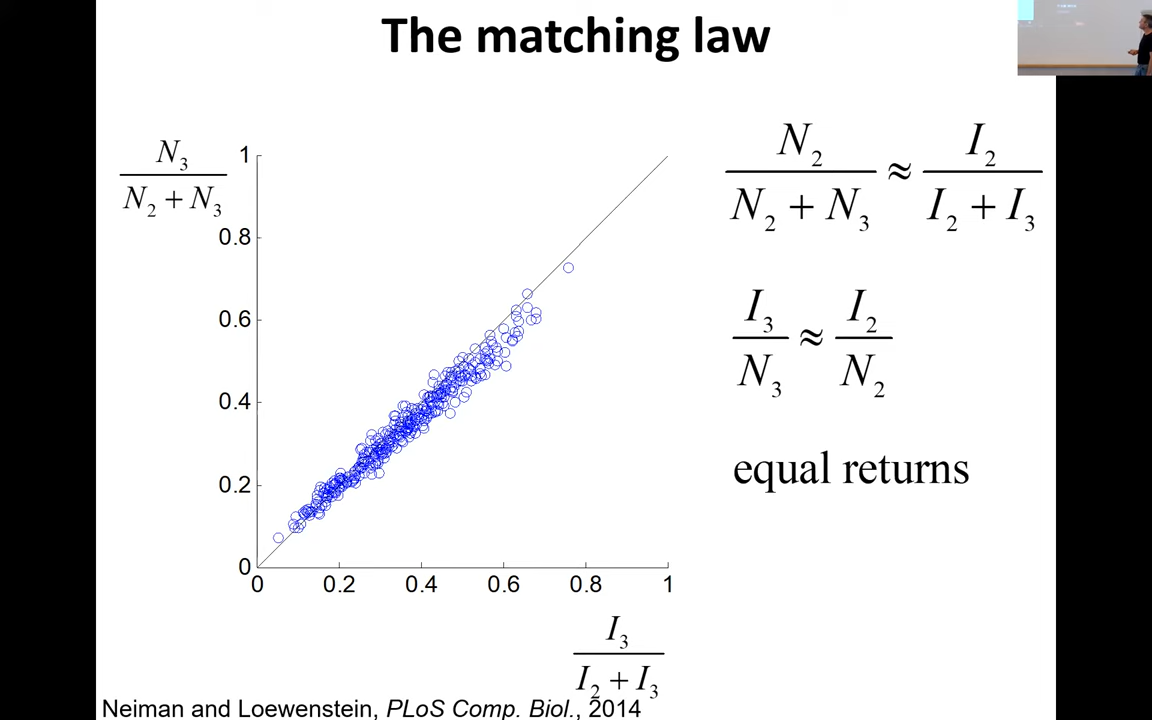 The matching law
N₃ / (N₂ + N₃)
1
0.8
0.6
0.4
0.2
0
0 0.2 0.4 0.6 0.8 1
I₃ / (I₂ + I₃)
N₂ / (N₂ + N₃) ≈ I₂ / (I₂ + I₃)
I₃ / N₃ ≈ I₂ / N₂
equal returns
Neiman and Loewenstein, PLoS Comp. Biol., 2014